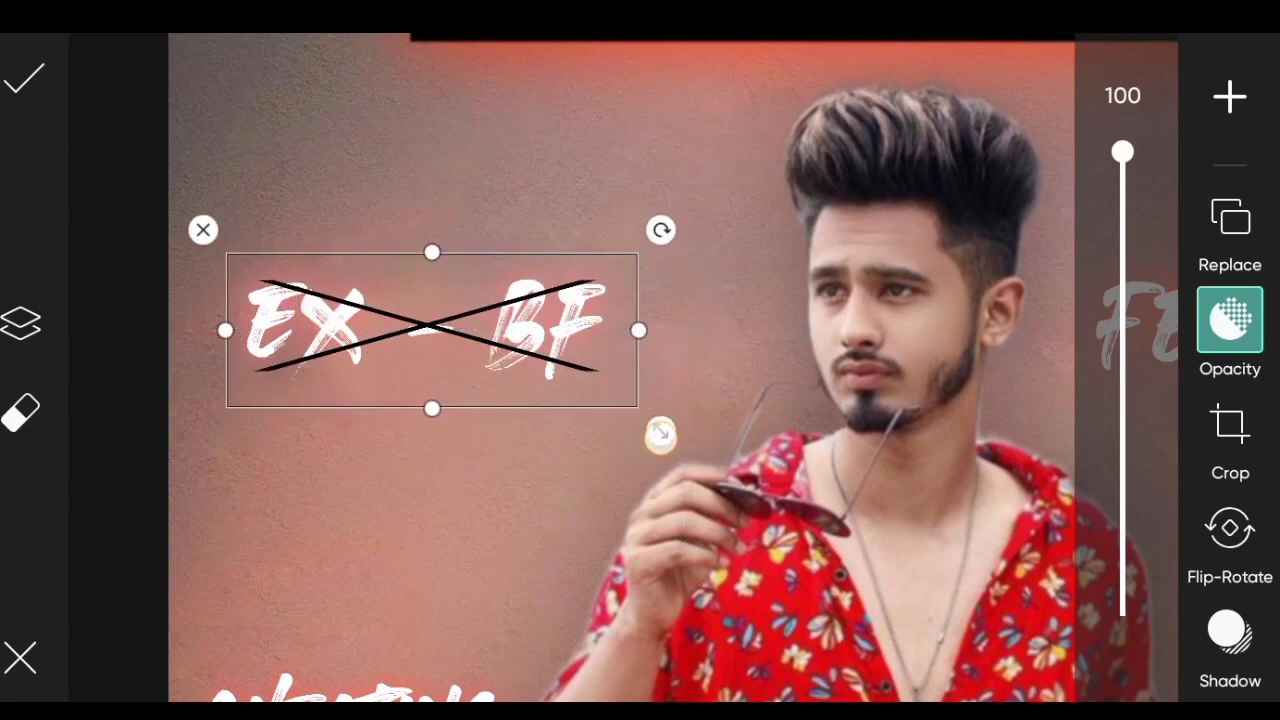 100
Replace
EX - BF
Opacity
Crop
Flip-Rotate
Shadow